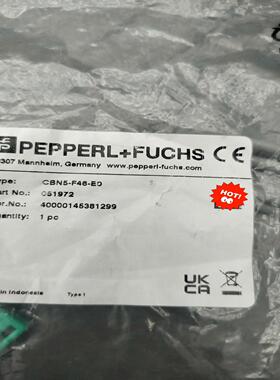 PEPPERL+FUCHS CE
307 Mannheim, Germany www.pepperl-fuchs.com
ype: CBN5-F46-E0
art No.: 051972
er.No.: 40000145381299
uantity: 1 pc
HOT
UK
CA
in Indonesia Type 1